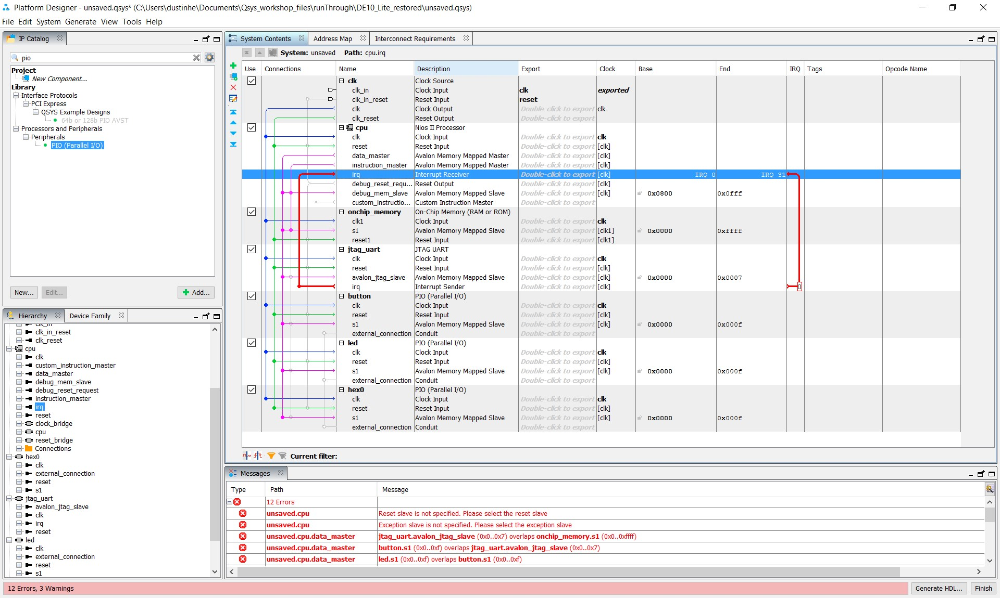 Platform Designer - unsaved.qsys* (C:\Users\dustinhe\Documents\Qsys_workshop_files\runThrough\DE10_Lite_restored\unsaved.qsys)
File Edit System Generate View Tools Help
IP Catalog
pio
Project
New Component...
Library
Interface Protocols
PCI Express
QSYS Example Designs
64b or 128b PIO AVST
Processors and Peripherals
Peripherals
PIO (Parallel I/O)
New... Edit... Add...
Hierarchy Device Family
clk_in
clk_in_reset
clk_reset
cpu
clk
custom_instruction_master
data_master
debug_mem_slave
debug_reset_request
instruction_master
irq
reset
clock_bridge
cpu
reset_bridge
Connections
hex0
clk
external_connection
reset
s1
jtag_uart
avalon_jtag_slave
clk
irq
reset
led
clk
external_connection
reset
s1
System Contents Address Map Interconnect Requirements
System: unsaved Path: cpu.irq
Use Connections Name Description Export Clock Base End IRQ Tags Opcode Name
clk Clock Source
clk_in Clock Input clk exported
clk_in_reset Reset Input reset
clk Clock Output Double-click to export clk
clk_reset Reset Output Double-click to export
cpu Nios II Processor
clk Clock Input Double-click to export clk
reset Reset Input Double-click to export [clk]
data_master Avalon Memory Mapped Master Double-click to export [clk]
instruction_master Avalon Memory Mapped Master Double-click to export [clk]
irq Interrupt Receiver Double-click to export [clk] IRQ 0 IRQ 31
debug_reset_requ... Reset Output Double-click to export [clk]
debug_mem_slave Avalon Memory Mapped Slave Double-click to export [clk] 0x0800 0x0fff
custom_instructio... Custom Instruction Master Double-click to export
onchip_memory On-Chip Memory (RAM or ROM)
clk1 Clock Input Double-click to export clk
s1 Avalon Memory Mapped Slave Double-click to export [clk1] 0x0000 0xffff
reset1 Reset Input Double-click to export [clk1]
jtag_uart JTAG UART
clk Clock Input Double-click to export clk
reset Reset Input Double-click to export [clk]
avalon_jtag_slave Avalon Memory Mapped Slave Double-click to export [clk] 0x0000 0x0007
irq Interrupt Sender Double-click to export [clk] 0
button PIO (Parallel I/O)
clk Clock Input Double-click to export clk
reset Reset Input Double-click to export [clk]
s1 Avalon Memory Mapped Slave Double-click to export [clk] 0x0000 0x000f
external_connection Conduit Double-click to export
led PIO (Parallel I/O)
clk Clock Input Double-click to export clk
reset Reset Input Double-click to export [clk]
s1 Avalon Memory Mapped Slave Double-click to export [clk] 0x0000 0x000f
external_connection Conduit Double-click to export
hex0 PIO (Parallel I/O)
clk Clock Input Double-click to export clk
reset Reset Input Double-click to export [clk]
s1 Avalon Memory Mapped Slave Double-click to export [clk] 0x0000 0x000f
external_connection Conduit Double-click to export
Current filter:
Messages
Type Path Message
12 Errors
unsaved.cpu Reset slave is not specified. Please select the reset slave
unsaved.cpu Exception slave is not specified. Please select the exception slave
unsaved.cpu.data_master jtag_uart.avalon_jtag_slave (0x0..0x7) overlaps onchip_memory.s1 (0x0..0xffff)
unsaved.cpu.data_master button.s1 (0x0..0xf) overlaps jtag_uart.avalon_jtag_slave (0x0..0x7)
unsaved.cpu.data_master led.s1 (0x0..0xf) overlaps button.s1 (0x0..0xf)
12 Errors, 3 Warnings Generate HDL... Finish